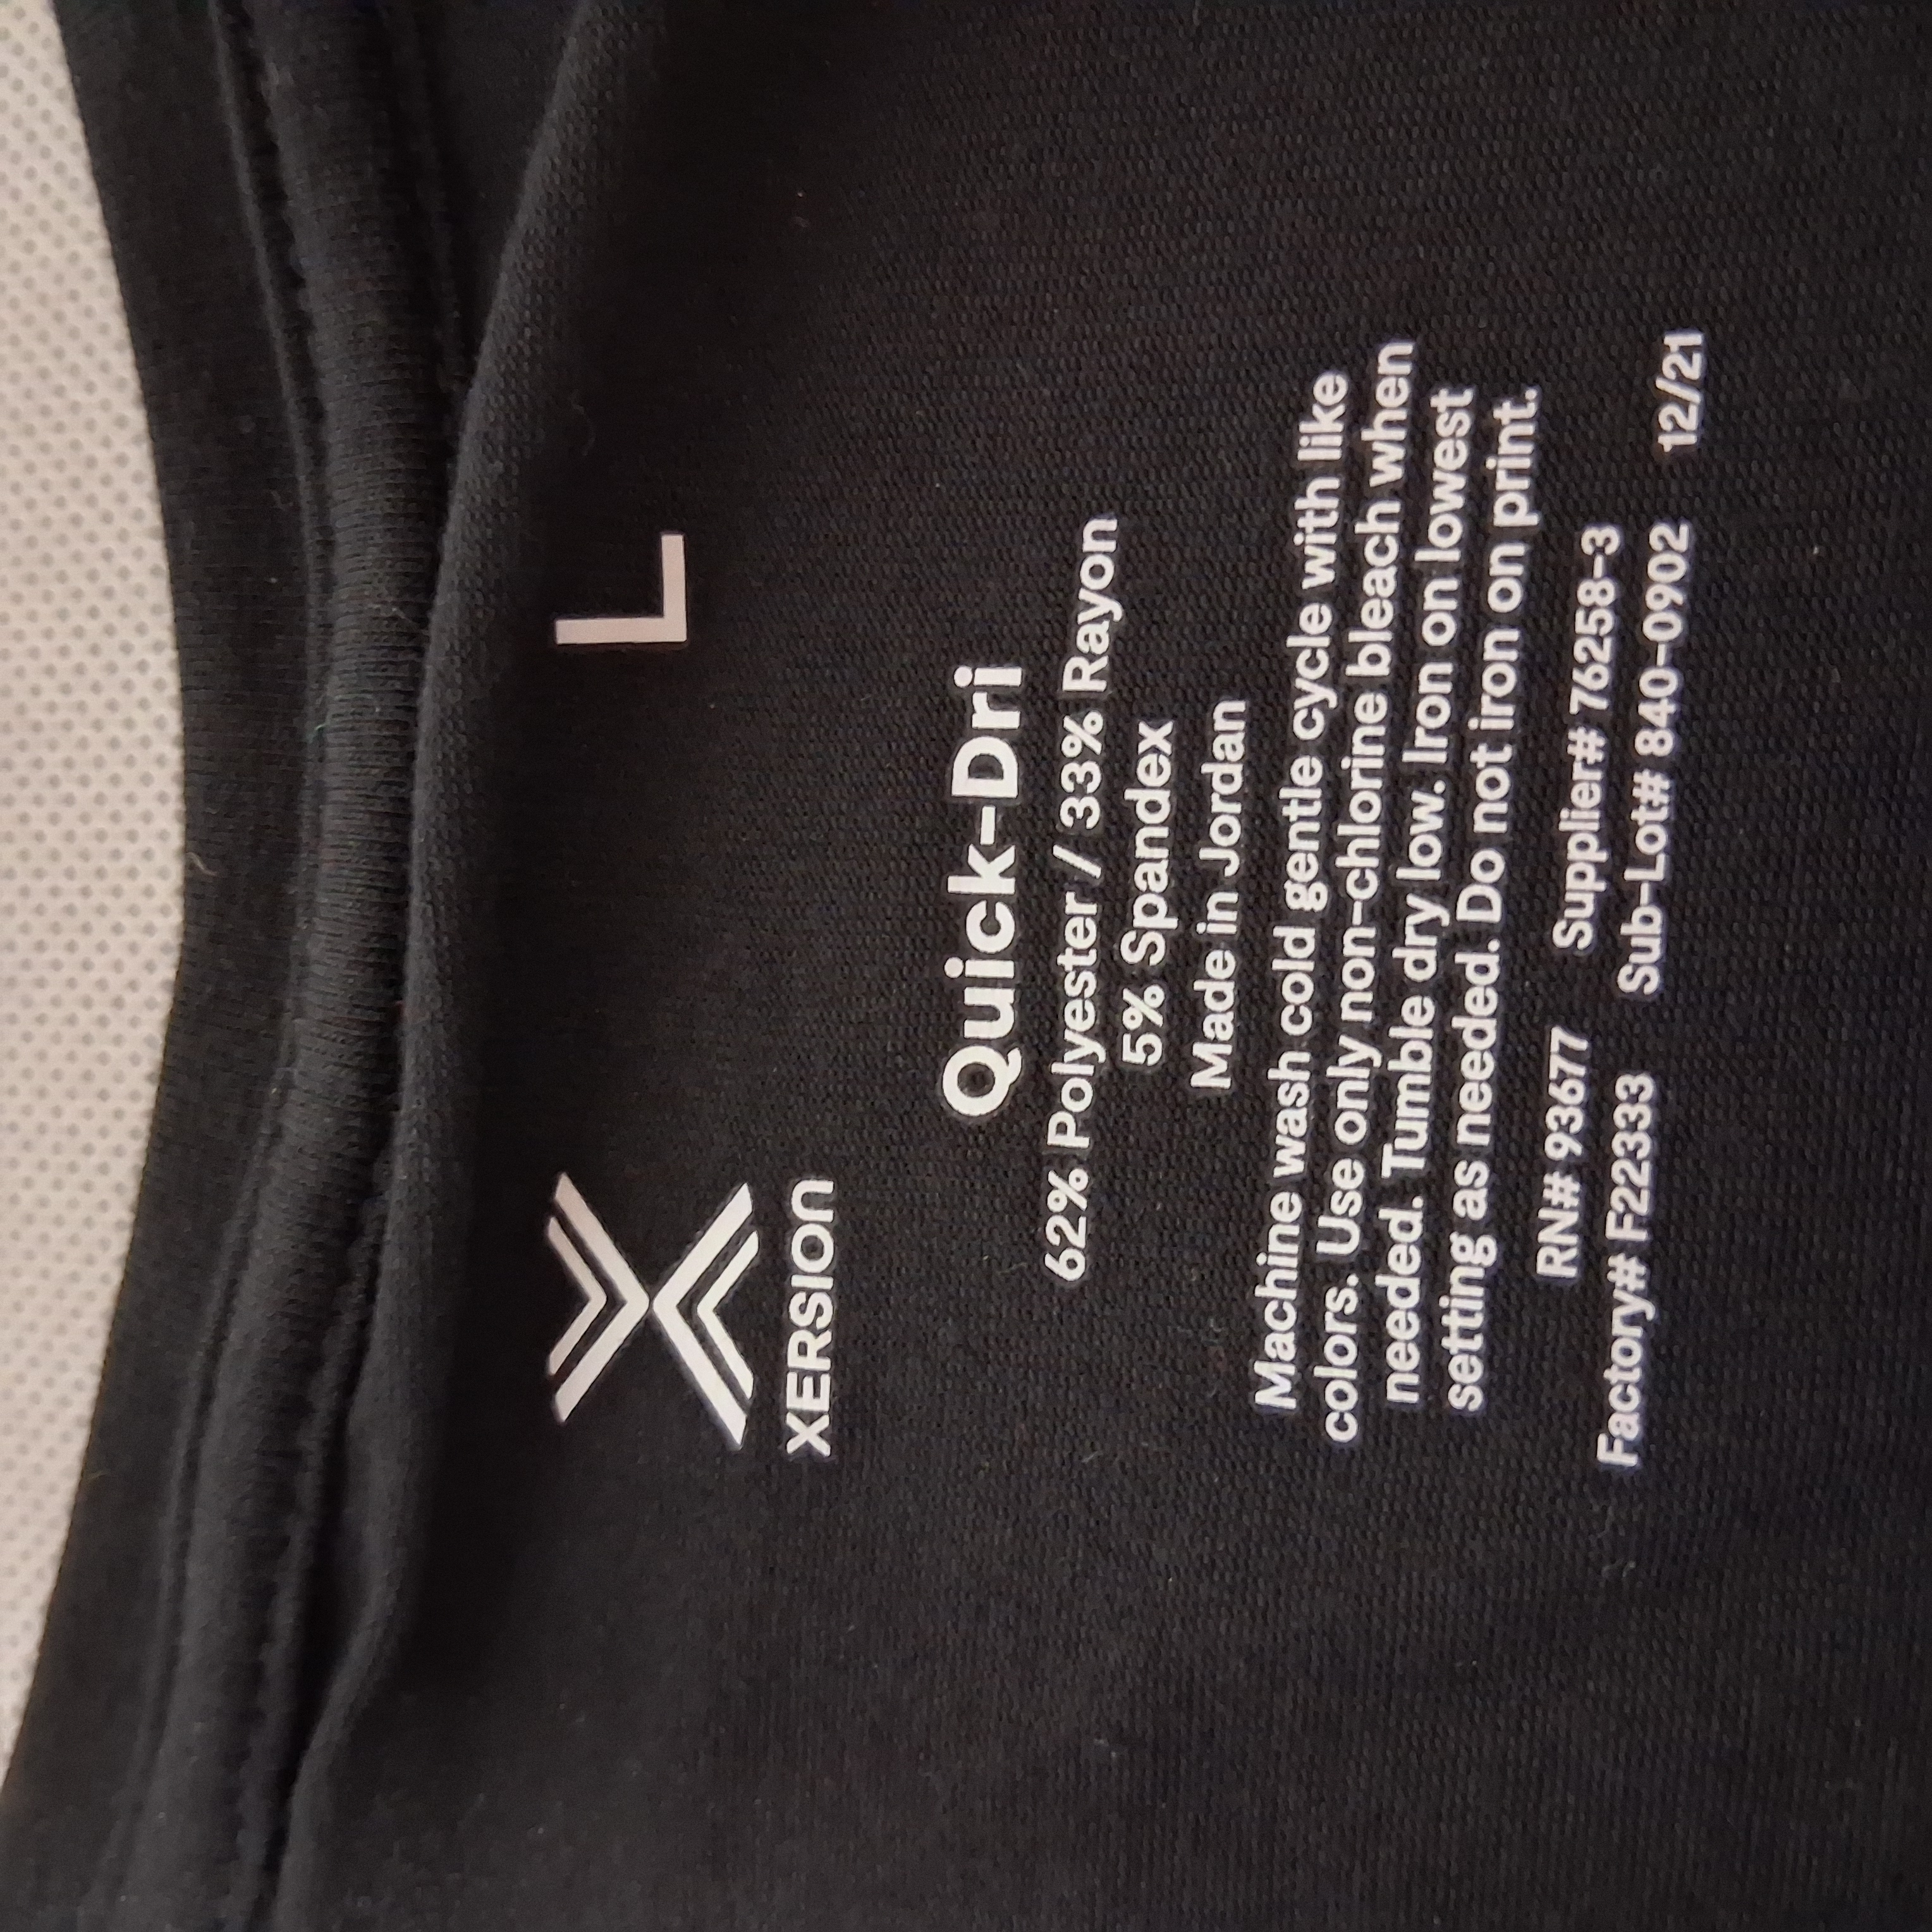 XERSION
L
Quick-Dri
62% Polyester / 33% Rayon
5% Spandex
Made in Jordan
Machine wash cold gentle cycle with like
colors. Use only non-chlorine bleach when
needed. Tumble dry low. Iron on lowest
setting as needed. Do not iron on print.
RN# 93677 Supplier# 76258-3
Factory# F22333 Sub-Lot# 840-0902 12/21